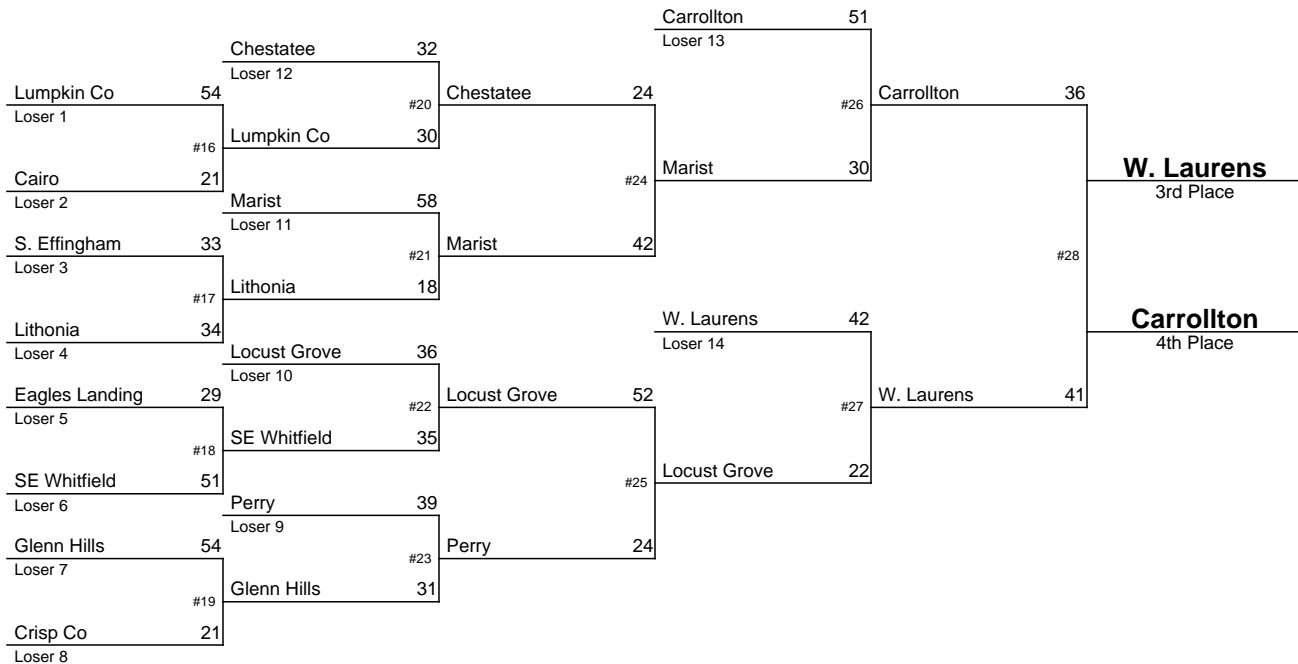 Carrollton 51
Loser 13
Chestatee 32
Loser 12
Lumpkin Co 54
Loser 1
#20
Chestatee 24
#26
Carrollton 36
#16
Lumpkin Co 30
Cairo 21
Loser 2
#24
Marist 30
W. Laurens
3rd Place
Marist 58
Loser 11
S. Effingham 33
Loser 3
#21
Marist 42
#28
#17
Lithonia 18
Lithonia 34
Loser 4
W. Laurens 42
Loser 14
Carrollton
4th Place
Locust Grove 36
Loser 10
Eagles Landing 29
Loser 5
#22
Locust Grove 52
#27
W. Laurens 41
#18
SE Whitfield 35
SE Whitfield 51
Loser 6
#25
Locust Grove 22
Perry 39
Loser 9
Glenn Hills 54
Loser 7
#23
Perry 24
#19
Glenn Hills 31
Crisp Co 21
Loser 8